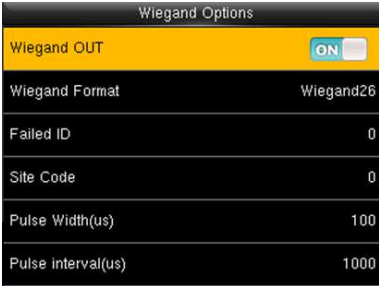 Wiegand Options
Wiegand OUT ON
Wiegand Format Wiegand26
Failed ID 0
Site Code 0
Pulse Width(us) 100
Pulse interval(us) 1000